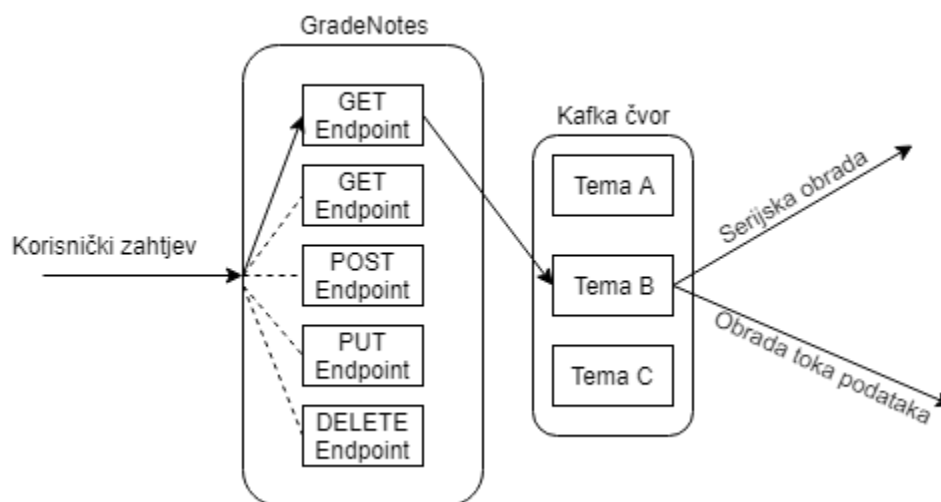 GradeNotes
GET
Endpoint
GET
Endpoint
POST
Endpoint
PUT
Endpoint
DELETE
Endpoint
Korisnički zahtjev
Kafka čvor
Tema A
Tema B
Tema C
Serijska obrada
Obrada toka podataka